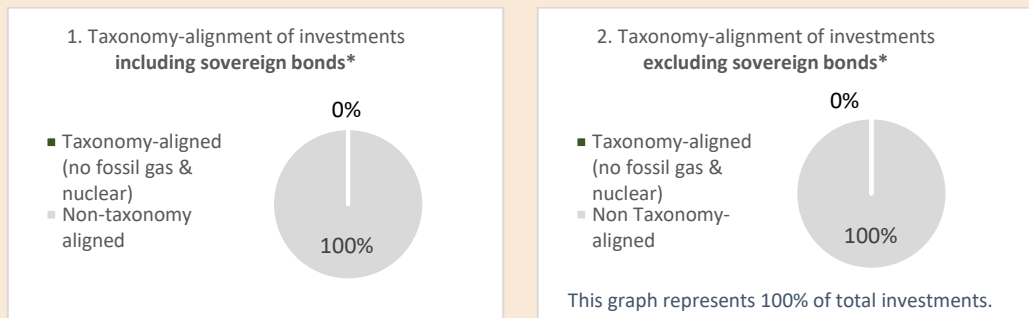 1. Taxonomy-alignment of investments
including sovereign bonds*
0%
Taxonomy-aligned
(no fossil gas &
nuclear)
Non-taxonomy
aligned
100%
2. Taxonomy-alignment of investments
excluding sovereign bonds*
0%
Taxonomy-aligned
(no fossil gas &
nuclear)
Non Taxonomy-
aligned
100%
This graph represents 100% of total investments.